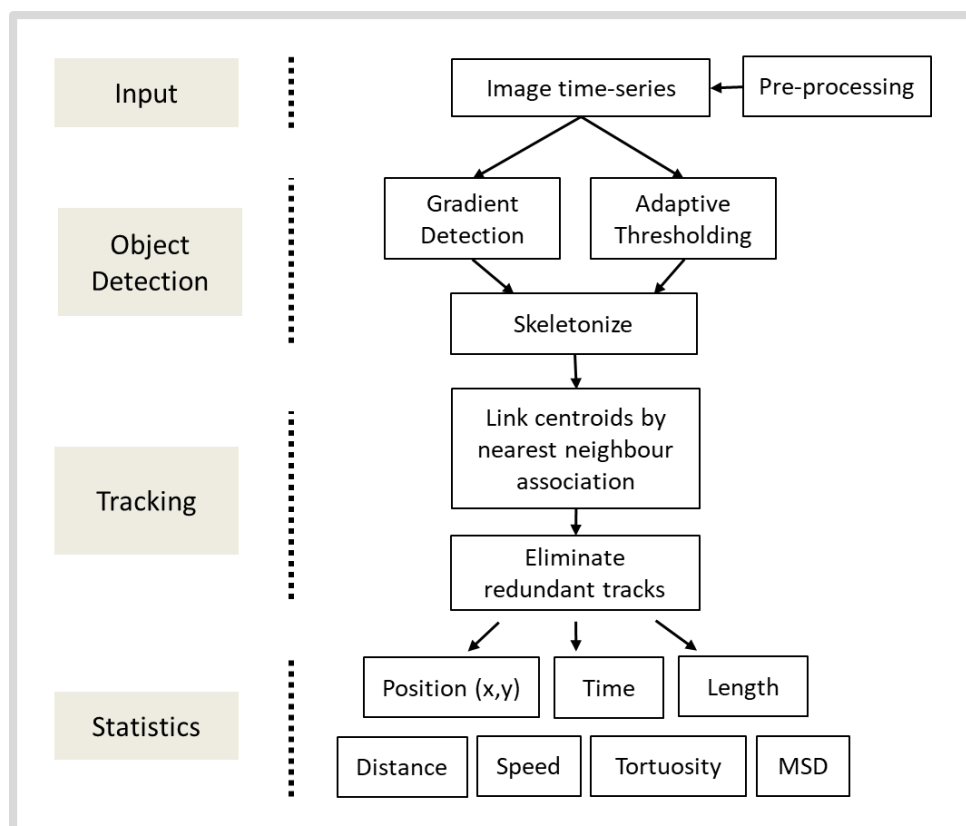 Input
Image time-series
Pre-processing
Object
Detection
Gradient
Detection
Adaptive
Thresholding
Skeletonize
Tracking
Link centroids by
nearest neighbour
association
Eliminate
redundant tracks
Statistics
Position (x,y)
Time
Length
Distance
Speed
Tortuosity
MSD